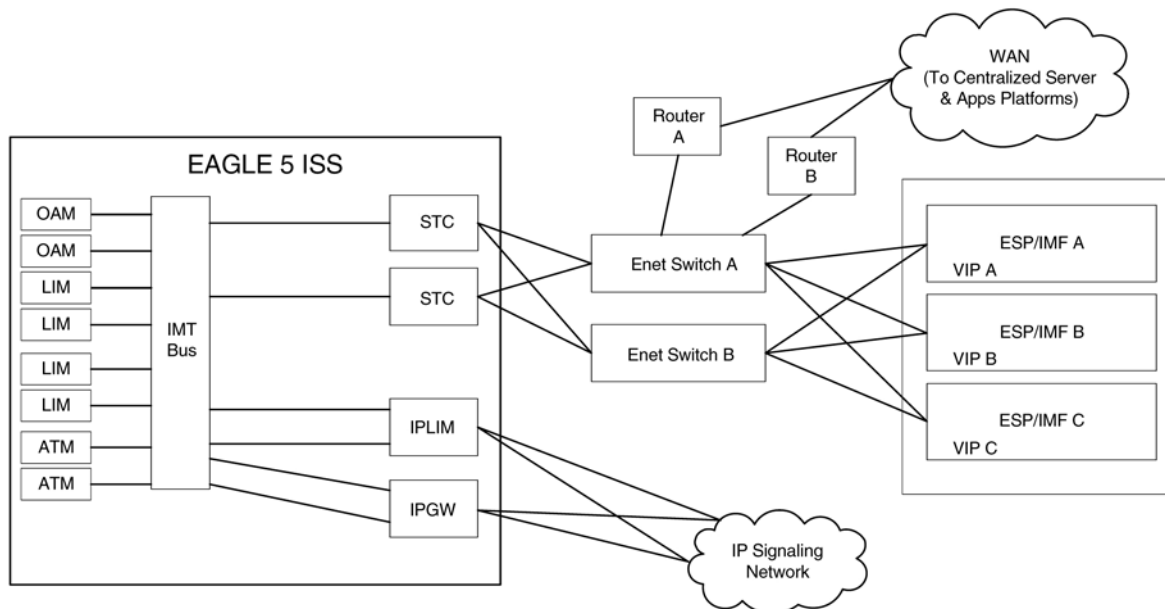 WAN
(To Centralized Server
& Apps Platforms)
Router
A
Router
B
EAGLE 5 ISS
OAM
OAM
LIM
LIM
LIM
LIM
ATM
ATM
IMT
Bus
STC
STC
IPLIM
IPGW
Enet Switch A
Enet Switch B
ESP/IMF A
VIP A
ESP/IMF B
VIP B
ESP/IMF C
VIP C
IP Signaling
Network